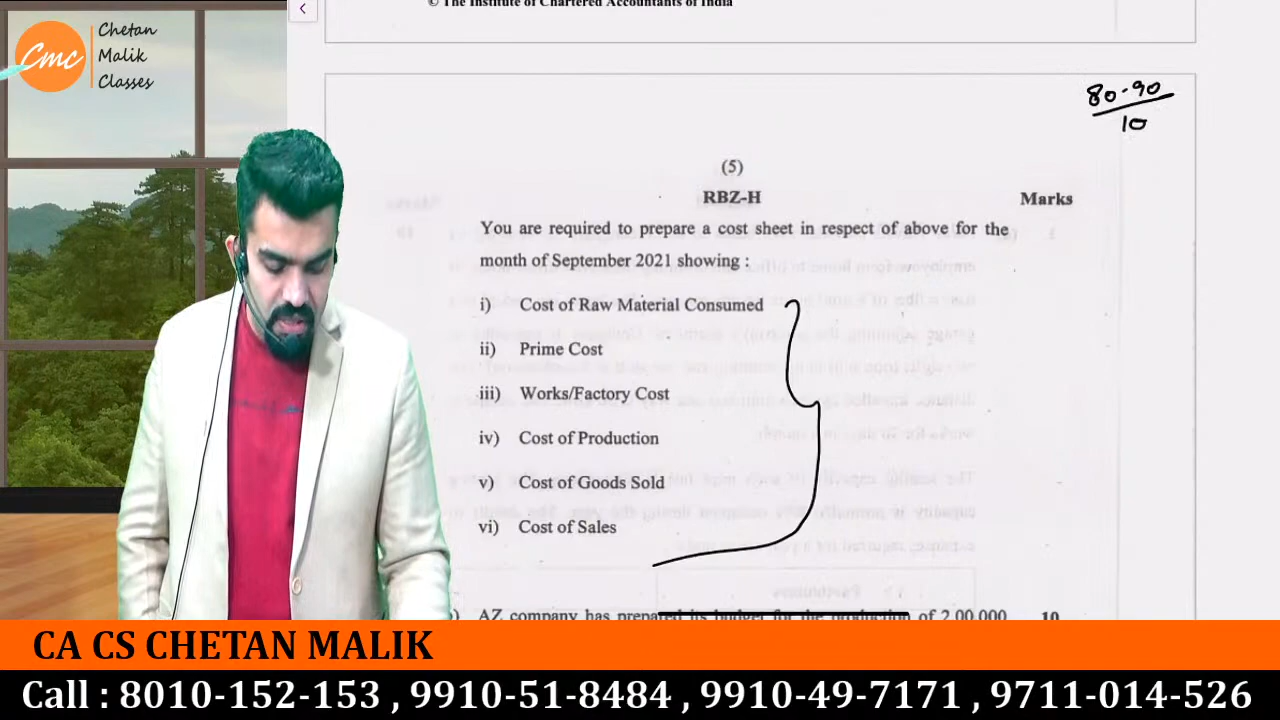 © The Institute of Chartered Accountants of India
Chetan
Malik
Classes
CMC
80-90
10
(5)
RBZ-H
Marks
You are required to prepare a cost sheet in respect of above for the
month of September 2021 showing :
i) Cost of Raw Material Consumed
ii) Prime Cost
iii) Works/Factory Cost
iv) Cost of Production
v) Cost of Goods Sold
vi) Cost of Sales
AZ company has prepared its budget for the production of 2,00,000 10
CA CS CHETAN MALIK
Call : 8010-152-153 , 9910-51-8484 , 9910-49-7171 , 9711-014-526